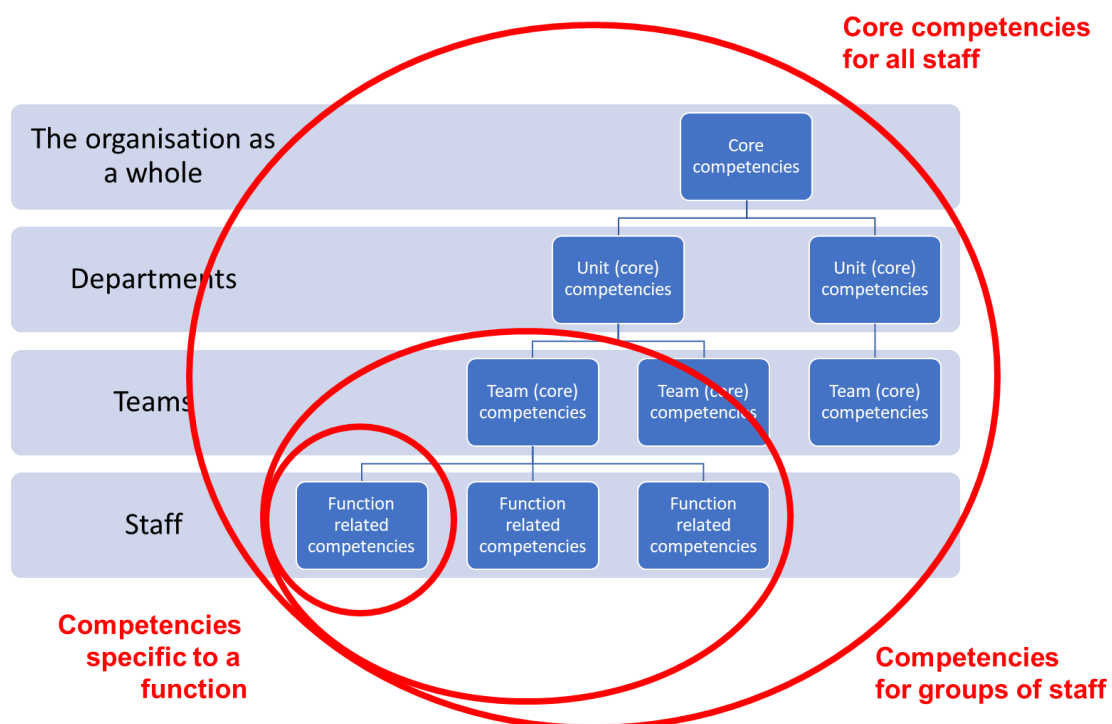 Core competencies
for all staff
The organisation as
a whole
Core
competencies
Departments
Unit (core)
competencies
Unit (core)
competencies
Teams
Team (core)
competencies
Team (core)
competencies
Team (core)
competencies
Staff
Function
related
competencies
Function
related
competencies
Function
related
competencies
Competencies
specific to a
function
Competencies
for groups of staff